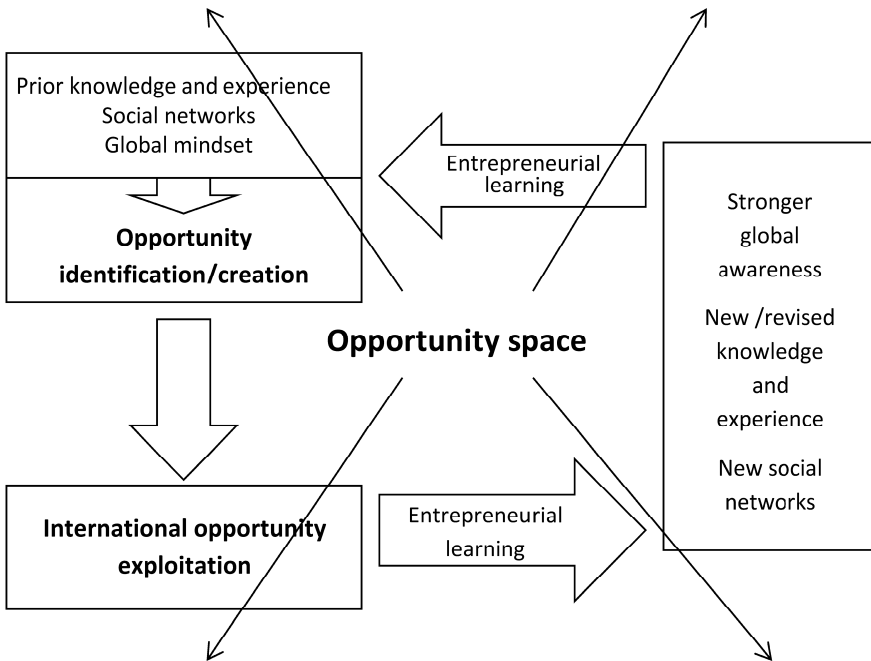 Prior knowledge and experience
Social networks
Global mindset
Opportunity
identification/creation
Entrepreneurial
learning
Stronger
global
awareness
New /revised
knowledge
and
experience
New social
networks
Opportunity space
International opportunity
exploitation
Entrepreneurial
learning